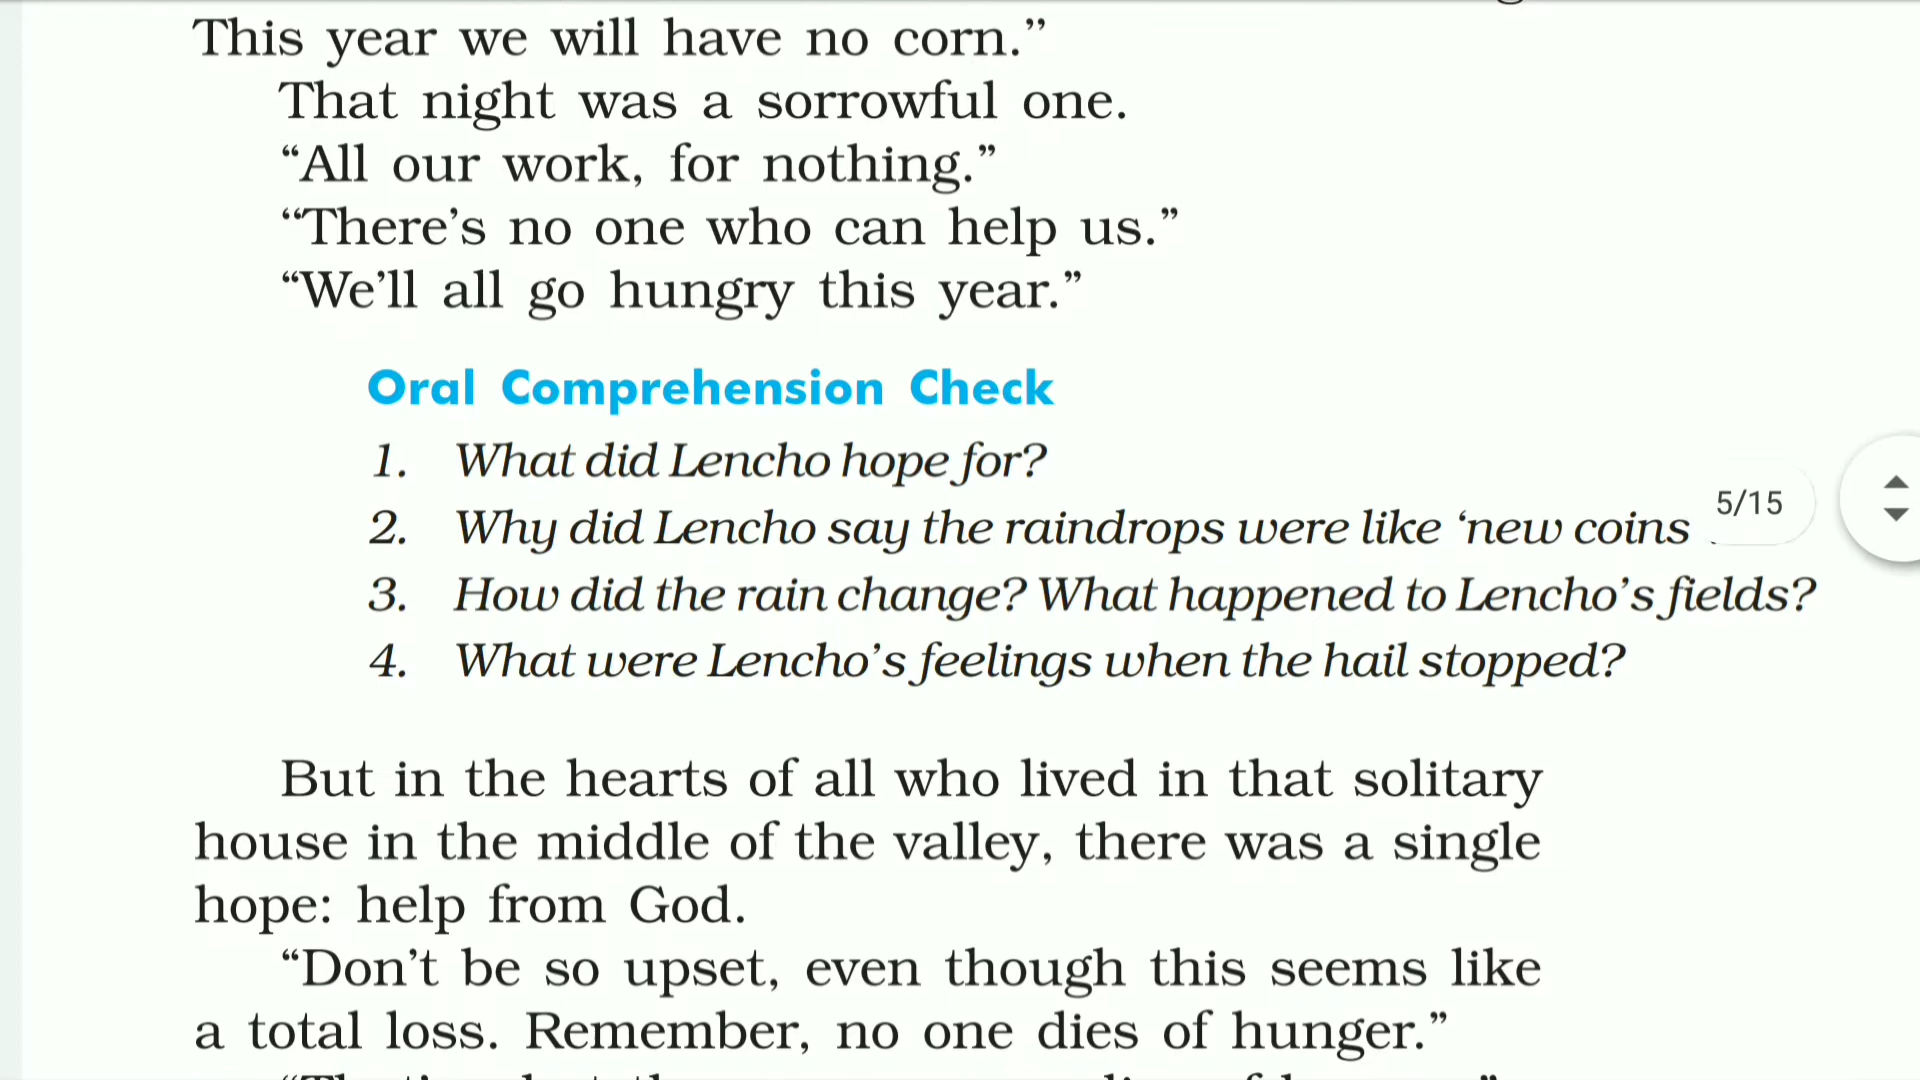 This year we will have no corn.”
That night was a sorrowful one.
“All our work, for nothing.”
“There’s no one who can help us.”
“We’ll all go hungry this year.”
Oral Comprehension Check
1. What did Lencho hope for?
2. Why did Lencho say the raindrops were like ‘new coins
5/15
3. How did the rain change? What happened to Lencho’s fields?
4. What were Lencho’s feelings when the hail stopped?
But in the hearts of all who lived in that solitary
house in the middle of the valley, there was a single
hope: help from God.
“Don’t be so upset, even though this seems like
a total loss. Remember, no one dies of hunger.”